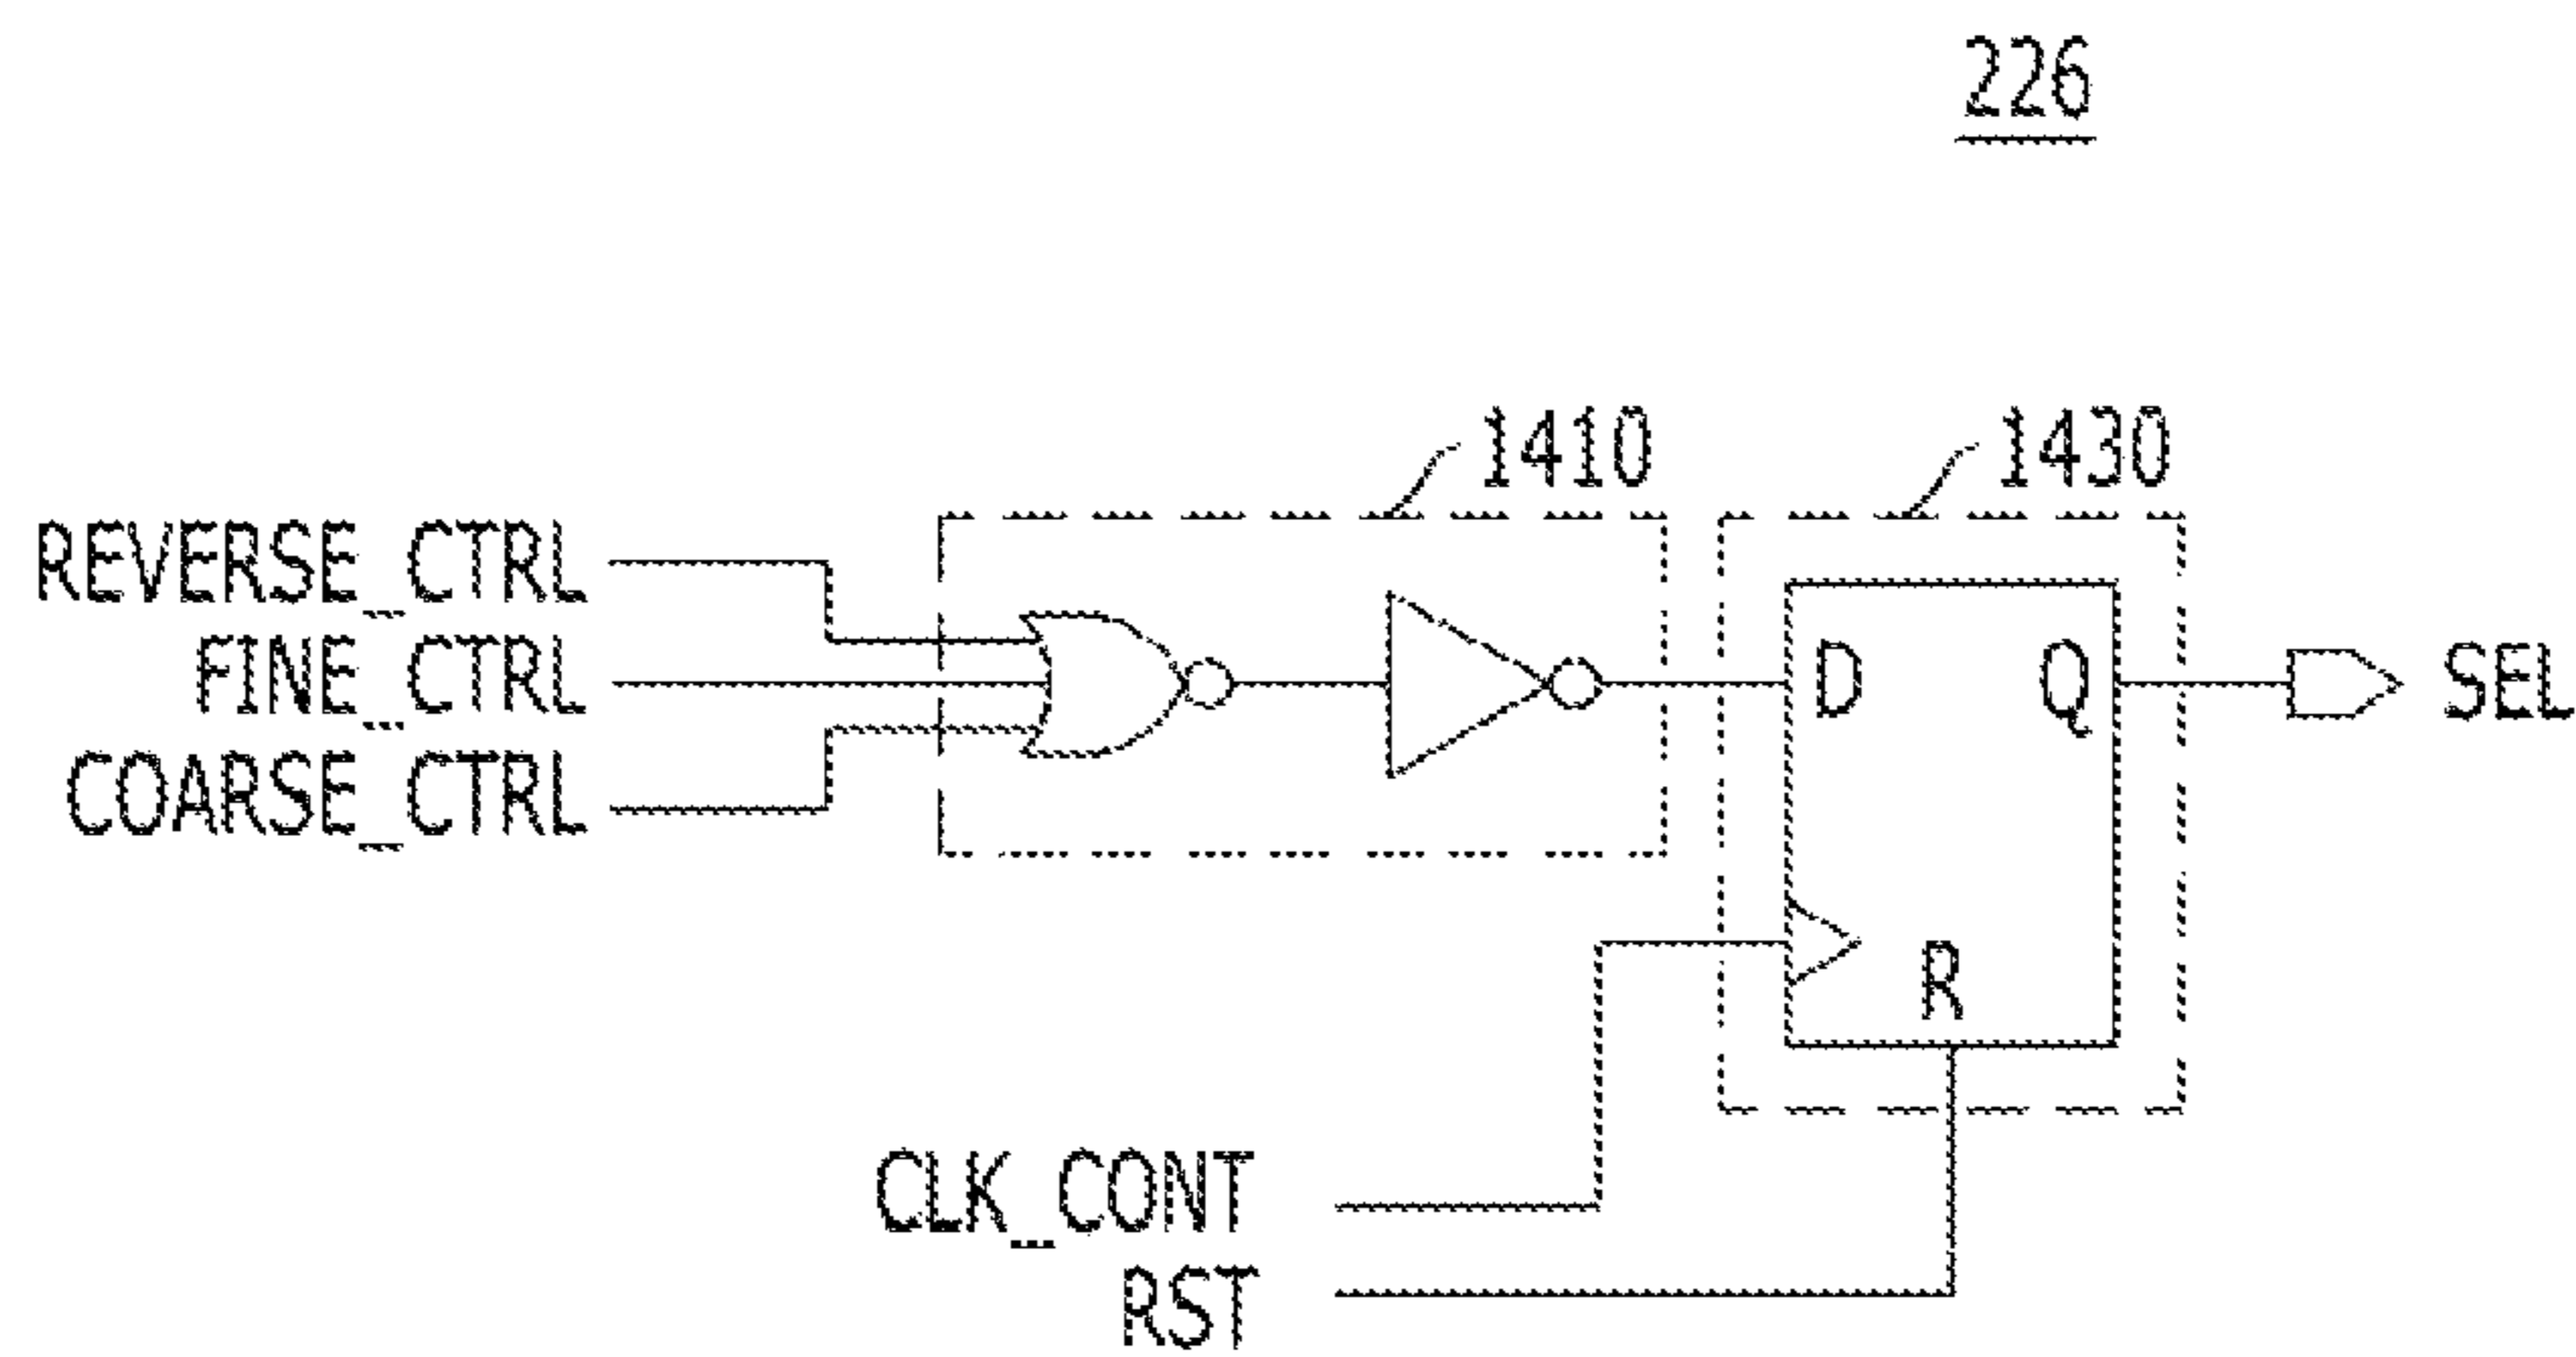 226
1410
1430
REVERSE_CTRL
FINE_CTRL
COARSE_CTRL
D
Q
SEL
R
CLK_CONT
RST